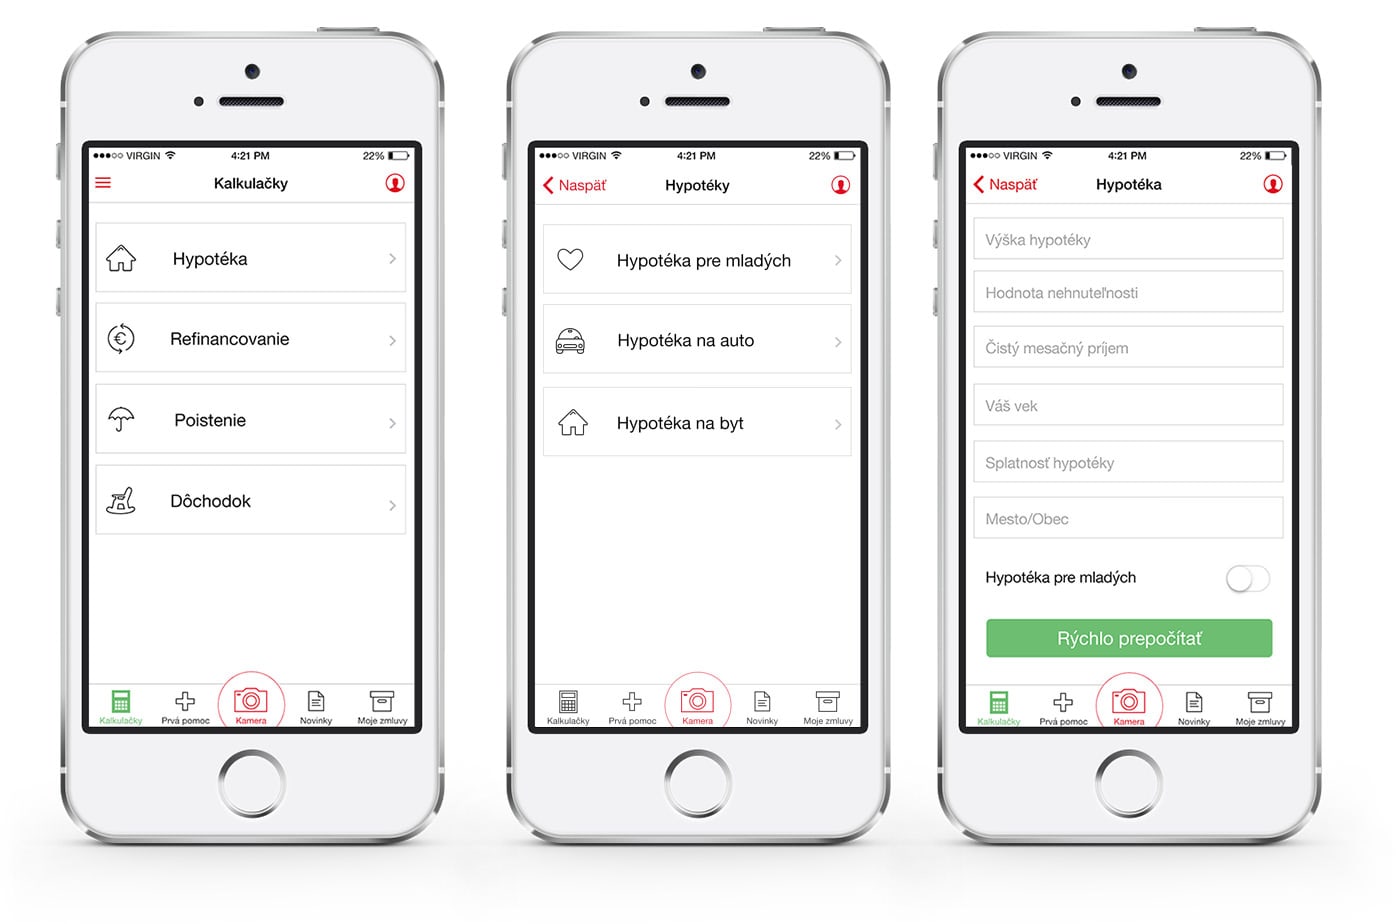 VIRGIN 4:21 PM 22%
Kalkulačky
Hypotéka
Refinancovanie
Poistenie
Dôchodok
Kalkulačky Prvá pomoc Kamera Novinky Moje zmluvy
VIRGIN 4:21 PM 22%
Naspäť Hypotéky
Hypotéka pre mladých
Hypotéka na auto
Hypotéka na byt
Kalkulačky Prvá pomoc Kamera Novinky Moje zmluvy
VIRGIN 4:21 PM 22%
Naspäť Hypotéka
Výška hypotéky
Hodnota nehnuteľnosti
Čistý mesačný príjem
Váš vek
Splatnosť hypotéky
Mesto/Obec
Hypotéka pre mladých
Rýchlo prepočítať
Kalkulačky Prvá pomoc Kamera Novinky Moje zmluvy